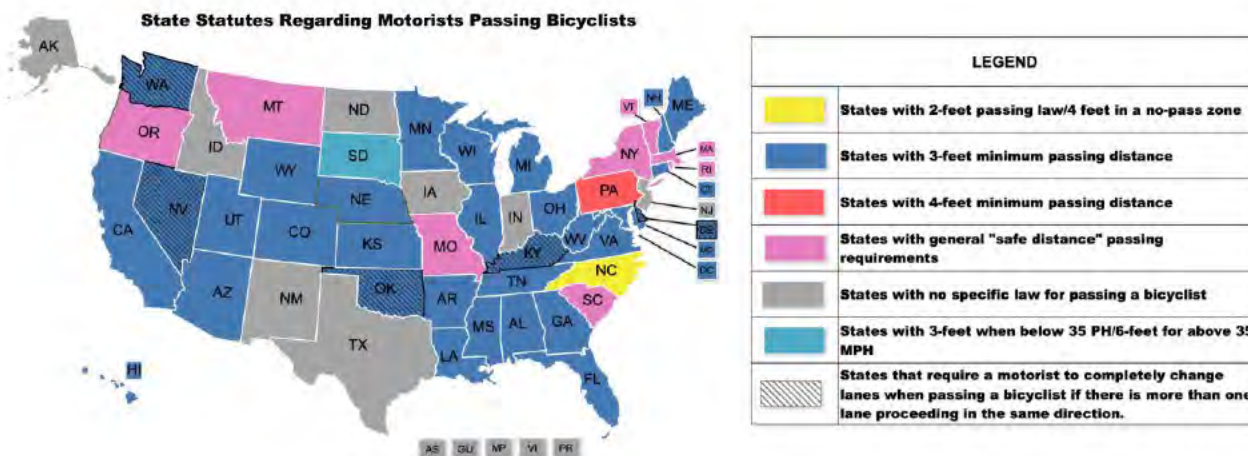 State Statutes Regarding Motorists Passing Bicyclists
AK
WA
MT
ND
MN
VT
NH
ME
OR
ID
WY
SD
WI
MI
NY
MA
RI
CT
NJ
DE
MD
DC
NV
UT
CO
NE
IA
IL
IN
OH
PA
CA
KS
MO
KY
WV
VA
AZ
NM
OK
AR
TN
NC
SC
TX
LA
MS
AL
GA
FL
HI
AS
GU
MP
VI
PR
LEGEND
States with 2-feet passing law/4 feet in a no-pass zone
States with 3-feet minimum passing distance
States with 4-feet minimum passing distance
States with general "safe distance" passing
requirements
States with no specific law for passing a bicyclist
States with 3-feet when below 35 PH/6-feet for above 35
MPH
States that require a motorist to completely change
lanes when passing a bicyclist if there is more than one
lane proceeding in the same direction.